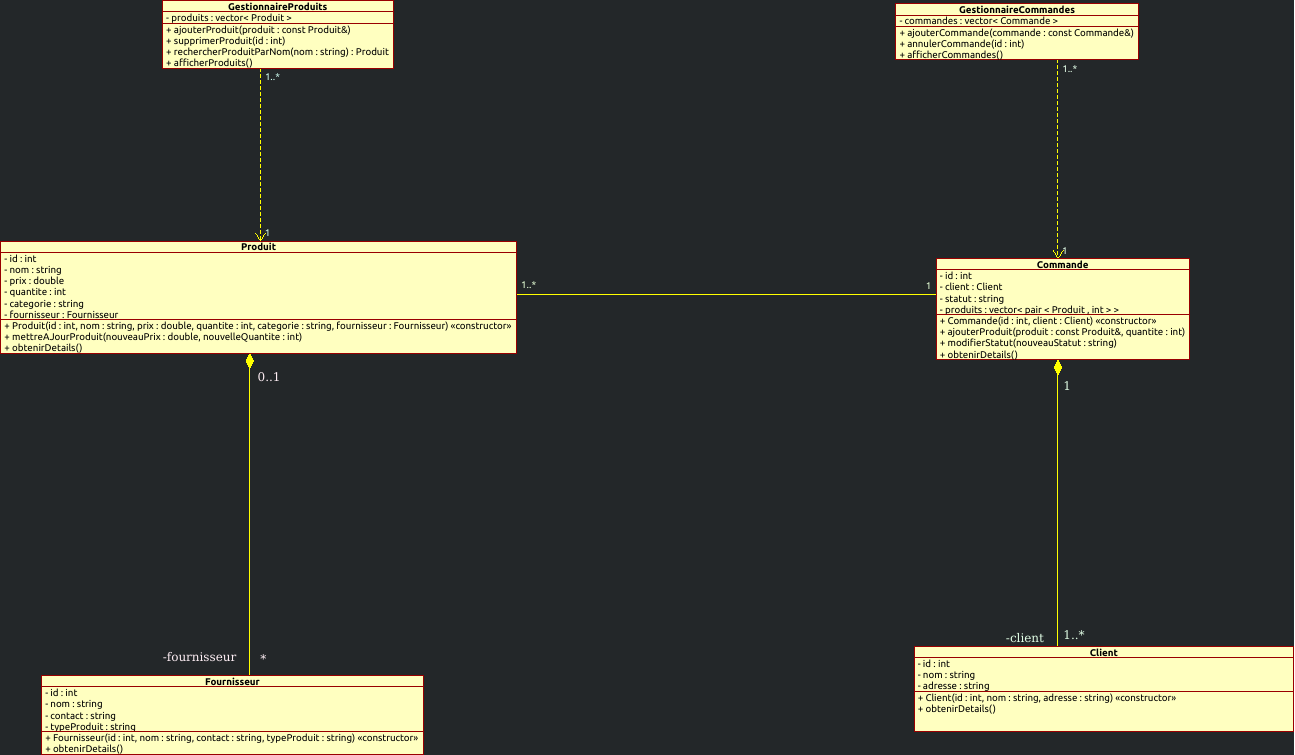 GestionnaireProduits
- produits : vector< Produit >
+ ajouterProduit(produit : const Produit&)
+ supprimerProduit(id : int)
+ rechercherProduitParNom(nom : string) : Produit
+ afficherProduits()
1..*
GestionnaireCommandes
- commandes : vector< Commande >
+ ajouterCommande(commande : const Commande&)
+ annulerCommande(id : int)
+ afficherCommandes()
1..*
1
Produit
- id : int
- nom : string
- prix : double
- quantite : int
- categorie : string
- fournisseur : Fournisseur
+ Produit(id : int, nom : string, prix : double, quantite : int, categorie : string, fournisseur : Fournisseur) «constructor»
+ mettreAJourProduit(nouveauPrix : double, nouvelleQuantite : int)
+ obtenirDetails()
1..*
1
1
Commande
- id : int
- client : Client
- statut : string
- produits : vector< pair < Produit , int > >
+ Commande(id : int, client : Client) «constructor»
+ ajouterProduit(produit : const Produit&, quantite : int)
+ modifierStatut(nouveauStatut : string)
+ obtenirDetails()
0..1
1
-fournisseur *
-client 1..*
Fournisseur
- id : int
- nom : string
- contact : string
- typeProduit : string
+ Fournisseur(id : int, nom : string, contact : string, typeProduit : string) «constructor»
+ obtenirDetails()
Client
- id : int
- nom : string
- adresse : string
+ Client(id : int, nom : string, adresse : string) «constructor»
+ obtenirDetails()